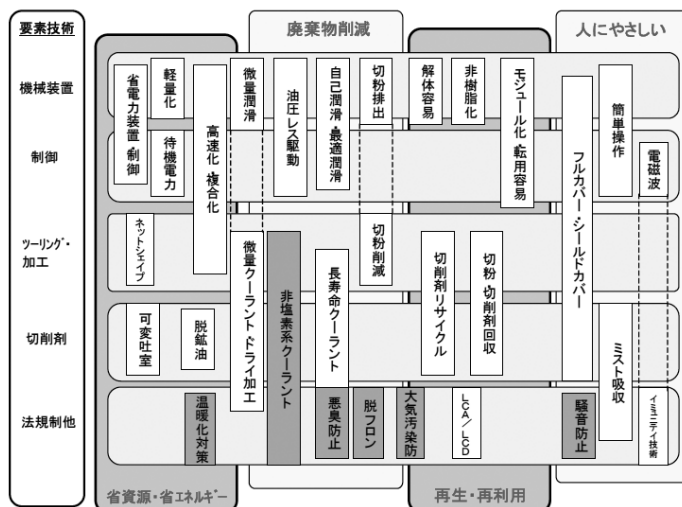 要素技術
廃棄物削減
人にやさしい
機械装置
制御
ツーリング・
加工
切削剤
法規制他
省電力装置・制御
軽量化
待機電力
高速化・複合化
微量潤滑
油圧レス駆動
自己潤滑・最適潤滑
切粉排出
解体容易
非樹脂化
モジュール化・転用容易
フルカバー・シールドカバー
簡単操作
電磁波
ネットシェイプ
微量クーラント・ドライ加工
非塩素系クーラント
長寿命クーラント
切粉削減
切削剤リサイクル
切粉・切削剤回収
可変吐室
脱鉱油
ミスト吸収
温暖化対策
悪臭防止
脱フロン
大気汚染防
LCA/LCD
騒音防止
イミュニティ技術
省資源・省エネルギー
再生・再利用